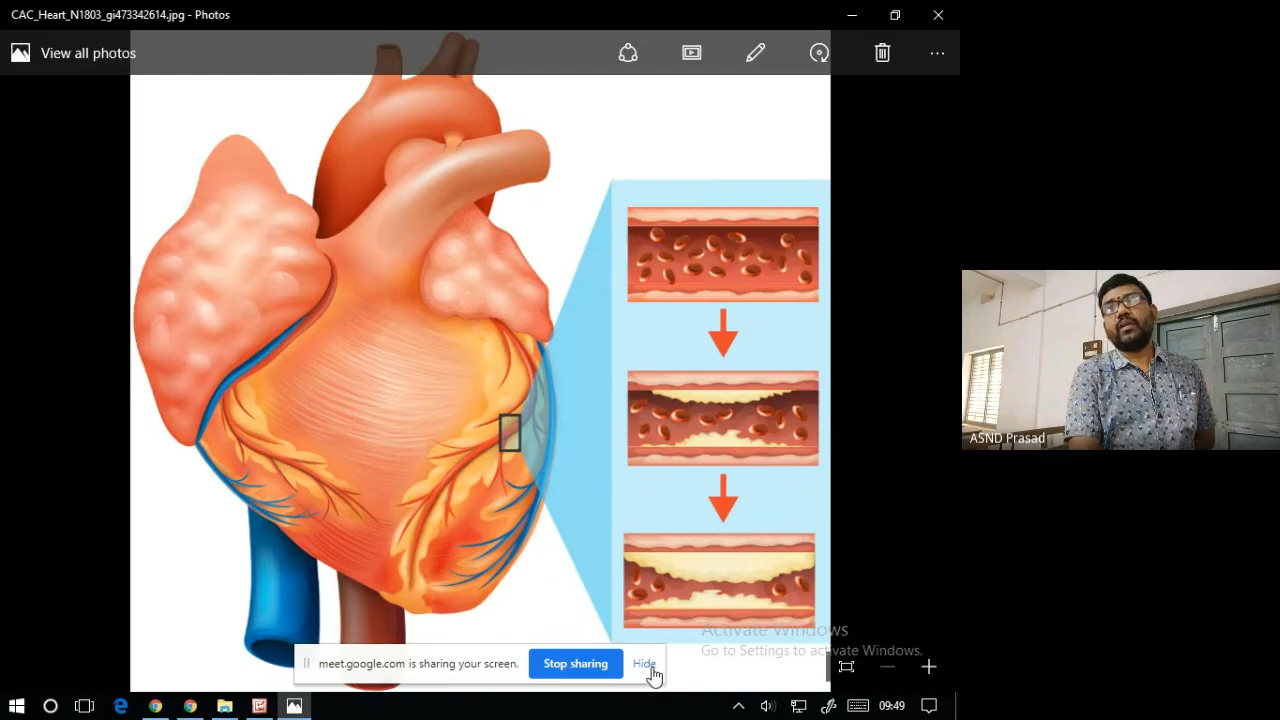 CAC_Heart_N1803_gi473342614.jpg - Photos
View all photos
ASND Prasad
Activate Windows
Go to Settings to activate Windows.
meet.google.com is sharing your screen.
Stop sharing
Hide
09:49